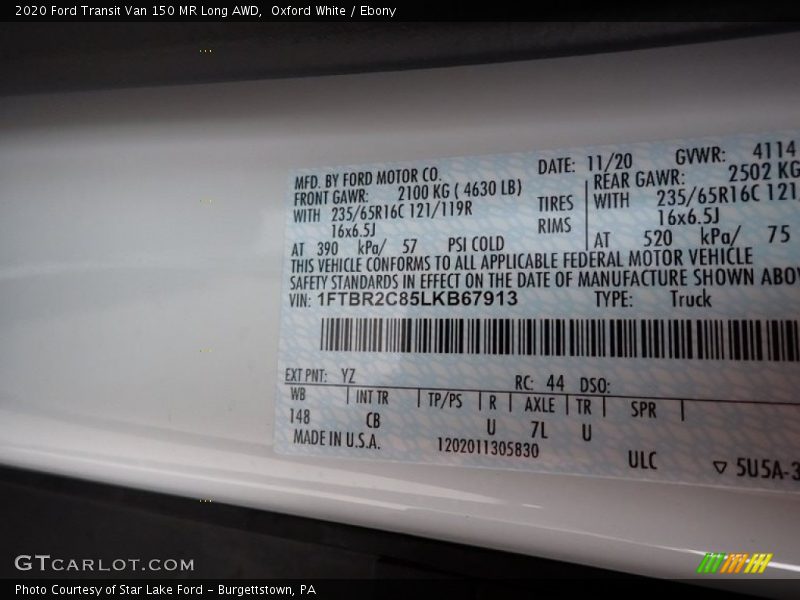 2020 Ford Transit Van 150 MR Long AWD,  Oxford White / Ebony
MFD. BY FORD MOTOR CO. DATE: 11/20 GVWR: 4114
FRONT GAWR: 2100 KG ( 4630 LB) REAR GAWR: 2502 KG
WITH 235/65R16C 121/119R TIRES WITH 235/65R16C 121
16x6.5J RIMS 16x6.5J
AT 390 kPa/ 57 PSI COLD AT 520 kPa/ 75
THIS VEHICLE CONFORMS TO ALL APPLICABLE FEDERAL MOTOR VEHICLE
SAFETY STANDARDS IN EFFECT ON THE DATE OF MANUFACTURE SHOWN ABOV
VIN: 1FTBR2C85LKB67913 TYPE: Truck
EXT PNT: YZ RC: 44 DSO:
WB INT TR TP/PS R AXLE TR SPR
148 CB U 7L U
MADE IN U.S.A. 1202011305830 ULC ▽ 5U5A-3
GTCARLOT.COM
Photo Courtesy of Star Lake Ford – Burgettstown, PA